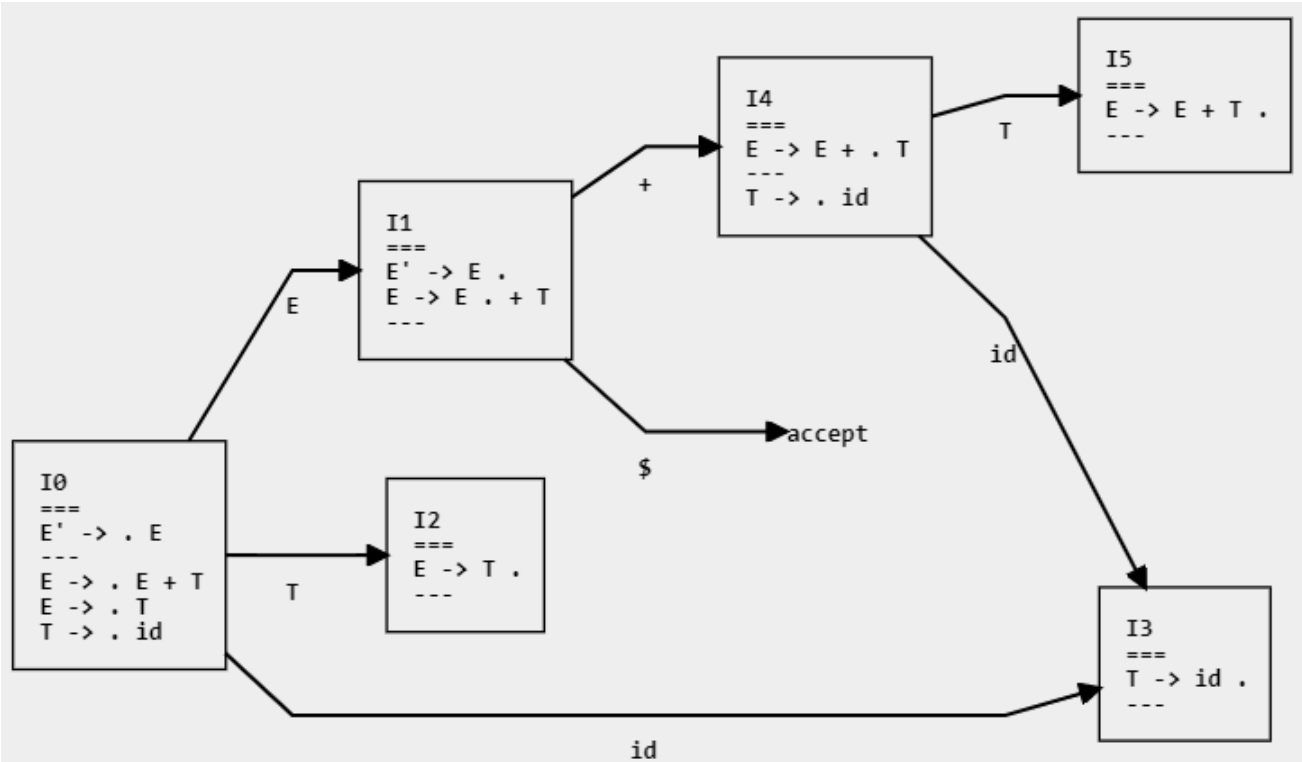 I5
===
E -> E + T .
---
I4
===
E -> E + . T
---
T -> . id
T
+
I1
===
E' -> E .
E -> E . + T
---
E
id
accept
$
I0
===
E' -> . E
---
E -> . E + T
E -> . T
T -> . id
I2
===
E -> T .
---
T
I3
===
T -> id .
---
id